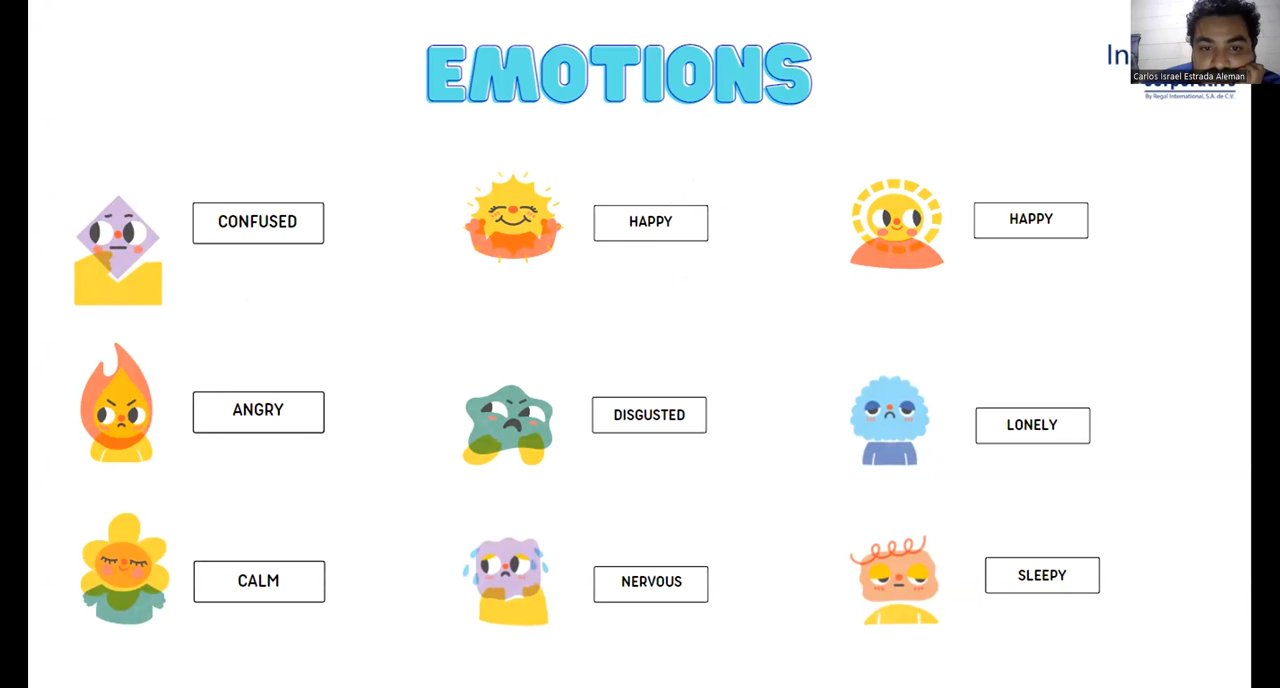 EMOTIONS
In
Carlos Israel Estrada Aleman
By Regal International, S.A. de C.V.
CONFUSED
HAPPY
HAPPY
ANGRY
DISGUSTED
LONELY
CALM
NERVOUS
SLEEPY